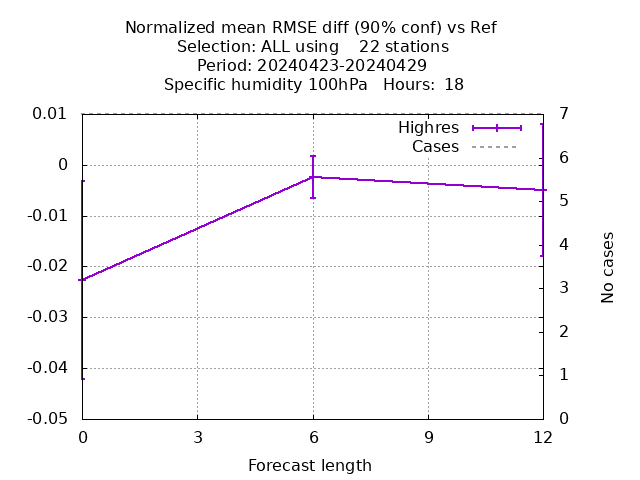 Normalized mean RMSE diff (90% conf) vs Ref
Selection: ALL using    22 stations
Period: 20240423-20240429
Specific humidity 100hPa   Hours:  18
Highres
Cases
0.01
0
-0.01
-0.02
-0.03
-0.04
-0.05
7
6
5
4
3
2
1
0
No cases
0 3 6 9 12
Forecast length